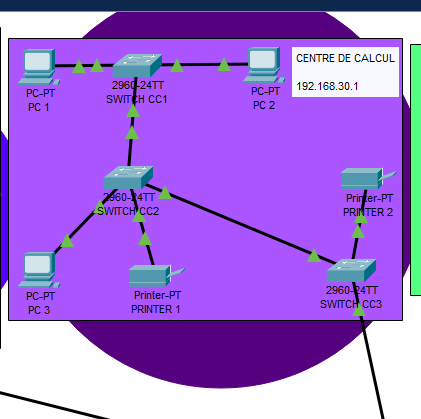 CENTRE DE CALCUL
192.168.30.1
2960-24TT
SWITCH CC1
PC-PT
PC 1
PC-PT
PC 2
2960-24TT
SWITCH CC2
Printer-PT
PRINTER 2
PC-PT
PC 3
Printer-PT
PRINTER 1
2960-24TT
SWITCH CC3